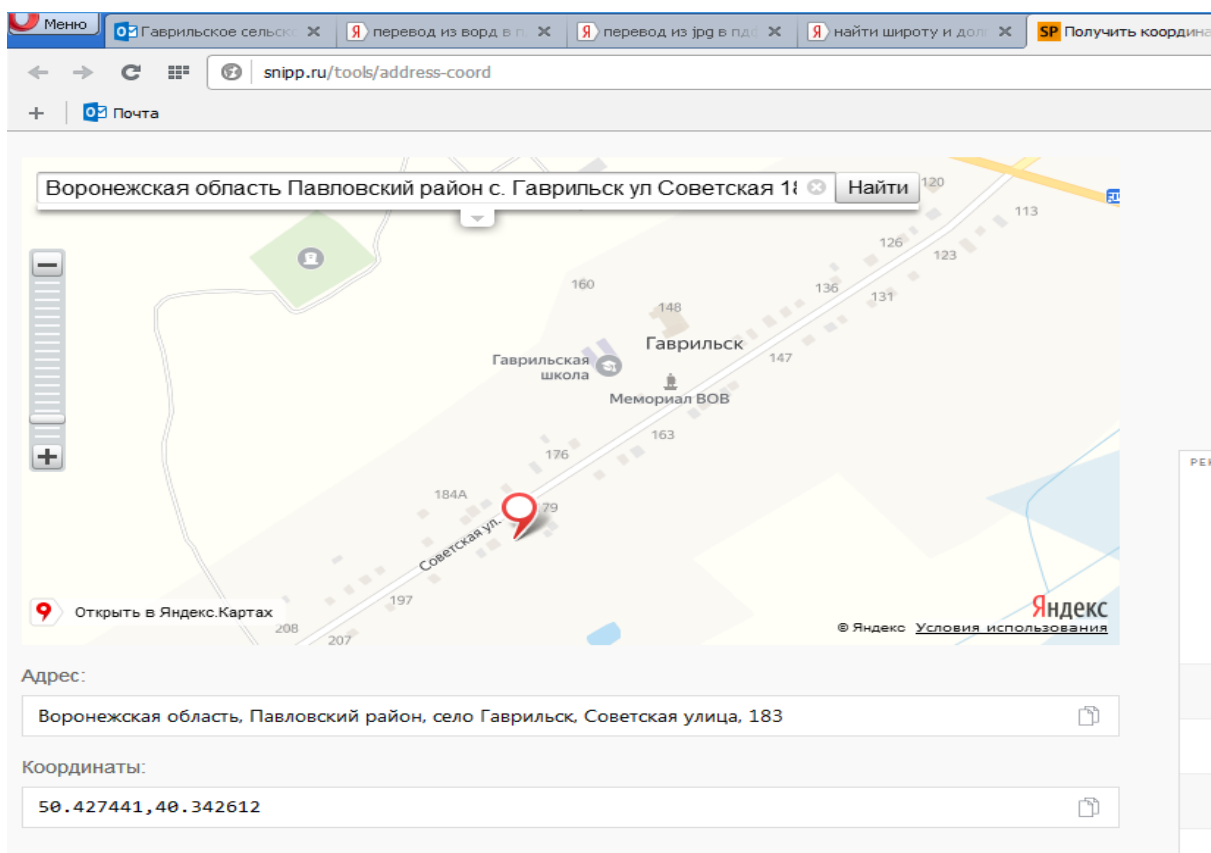 Меню
Гаврильское сельско
перевод из ворд в п
перевод из jpg в пдф
найти широту и долг
SP Получить координа
snipp.ru/tools/address-coord
+ Почта
Воронежская область Павловский район с. Гаврильск ул Советская 18
Найти
120
113
126
123
160
136
131
148
Гаврильск
147
Гаврильская
школа
Мемориал ВОВ
163
176
184А
79
Советская ул.
197
208
207
Открыть в Яндекс.Картах
Яндекс
© Яндекс Условия использования
РЕК
Адрес:
Воронежская область, Павловский район, село Гаврильск, Советская улица, 183
Координаты:
50.427441,40.342612